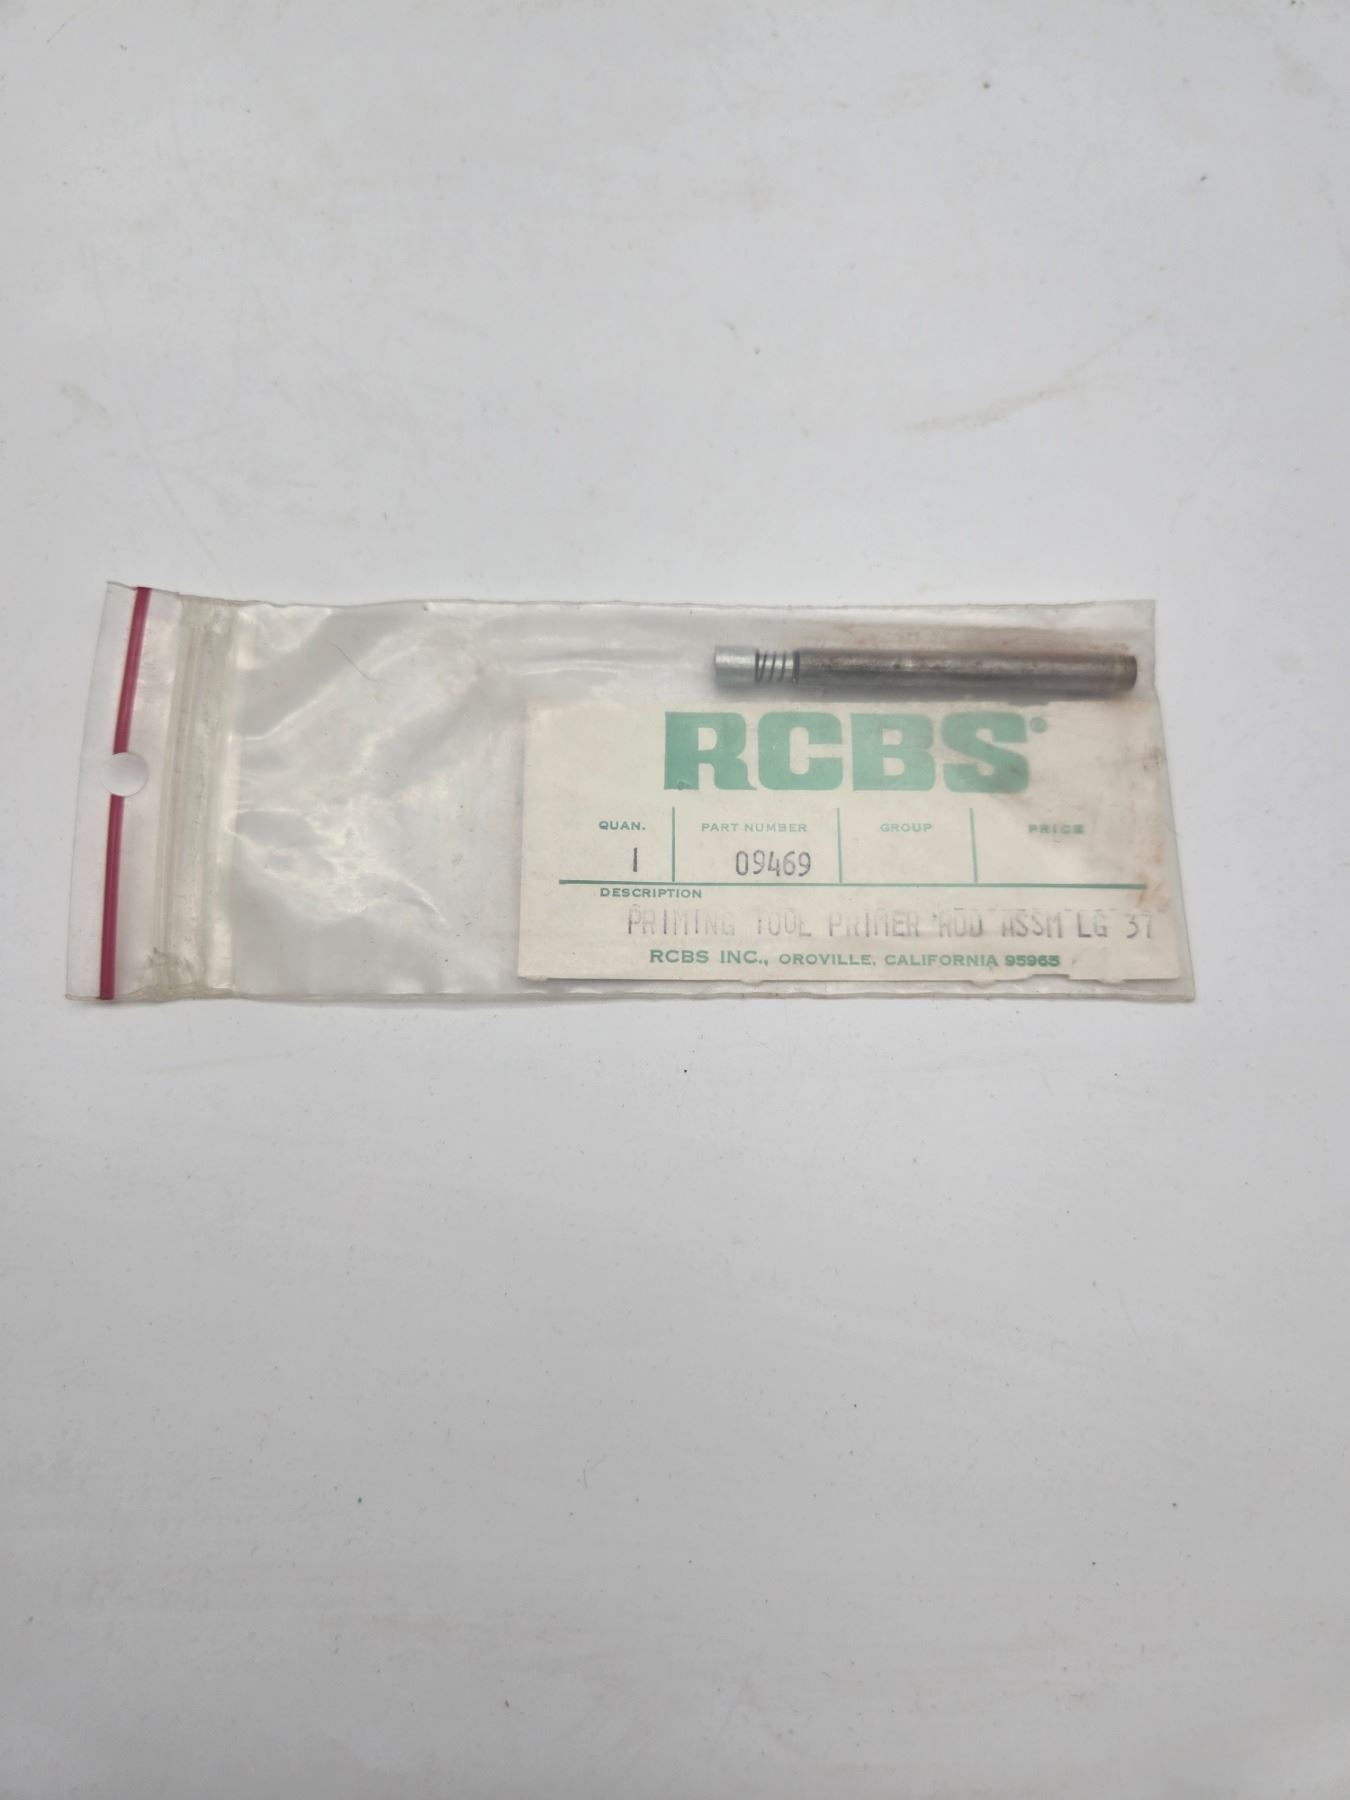 RCBS®
QUAN. PART NUMBER GROUP PRICE
1 09469
DESCRIPTION
PRIMING TOOL PRIMER ROD ASSM LG 37
RCBS INC., OROVILLE, CALIFORNIA 95965